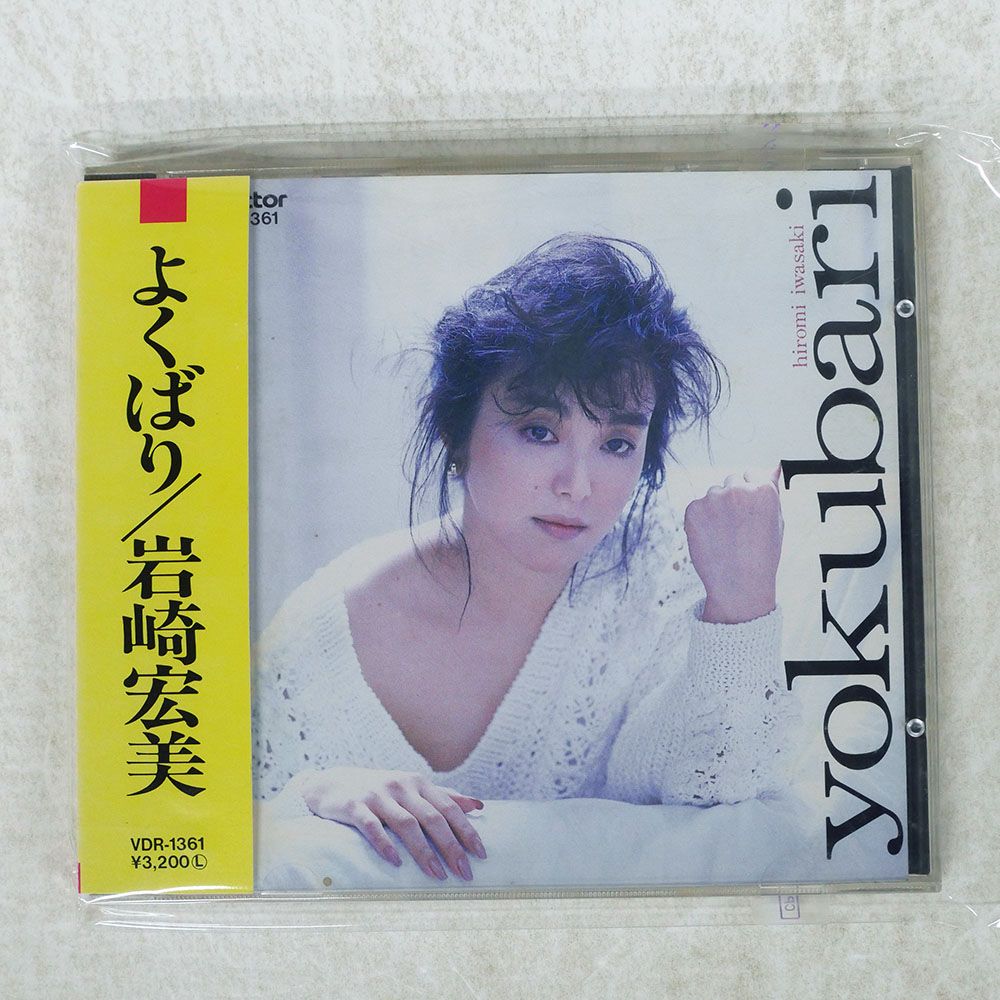 よくばり／岩崎宏美
VDR-1361
¥3,200Ⓛ
ctor
361
hiromi iwasaki
yokubari